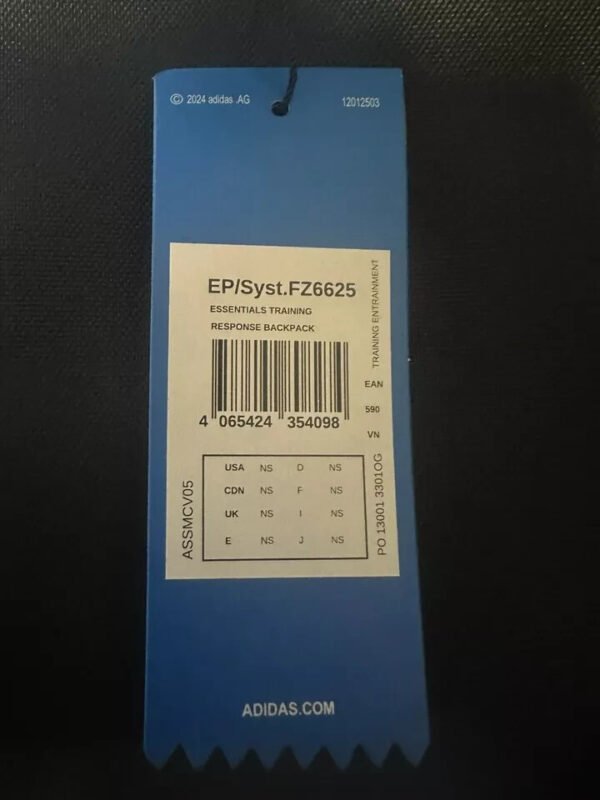 © 2024 adidas AG
12012503
EP/Syst.FZ6625
ESSENTIALS TRAINING
RESPONSE BACKPACK
TRAINING ENTRAINMENT
EAN
590
VN
4 065424 354098
USA NS D NS
CDN NS F NS
UK NS I NS
E NS J NS
ASSMCV05
PO 13001 3301OG
ADIDAS.COM